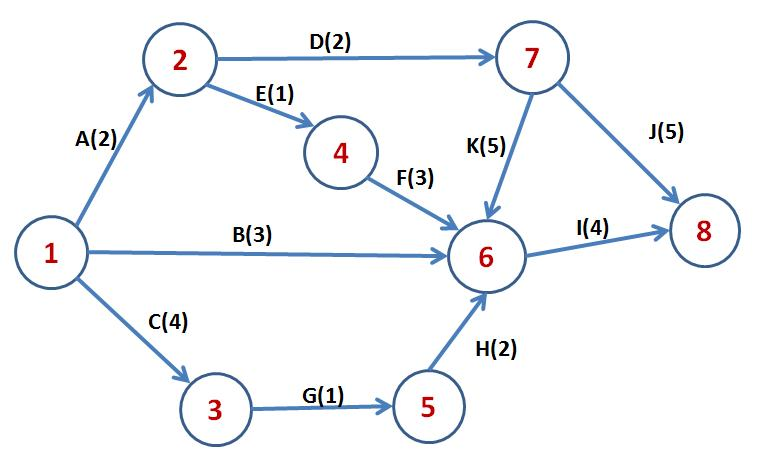 D(2)
7
2
E(1)
A(2)
J(5)
K(5)
4
F(3)
B(3)
I(4)
8
1
6
C(4)
H(2)
G(1)
3
5